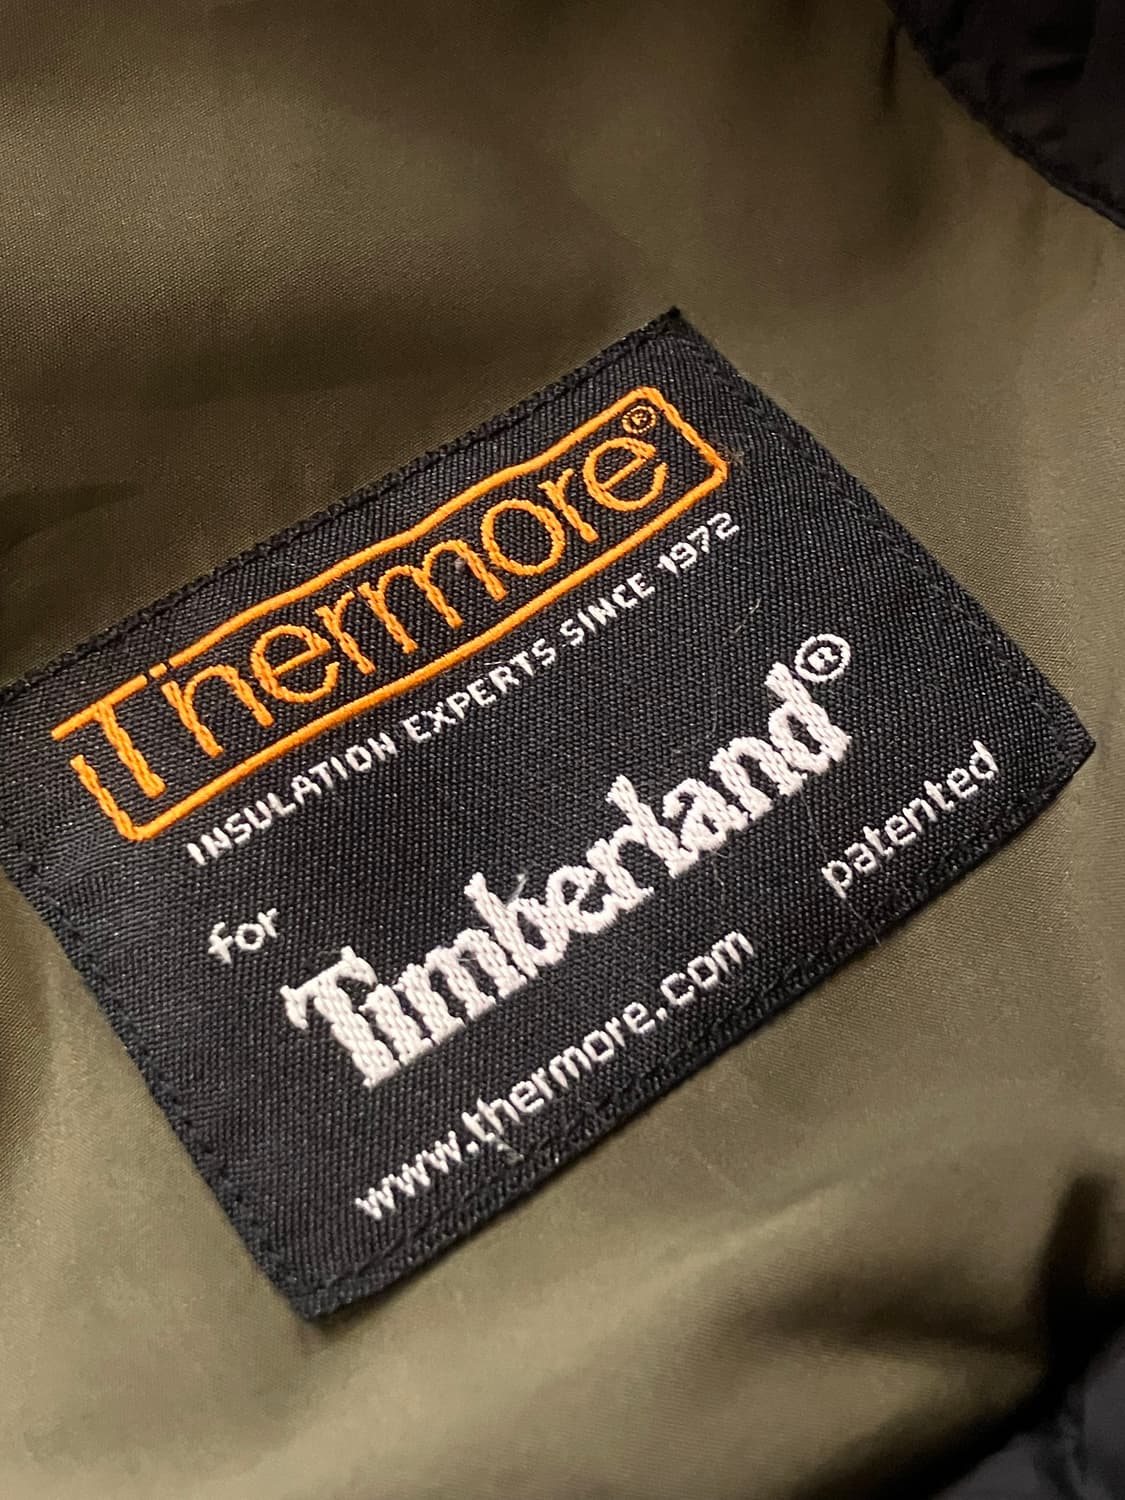 Thermore®
INSULATION EXPERTS SINCE 1972
for
Timberland®
patented
www.thermore.com